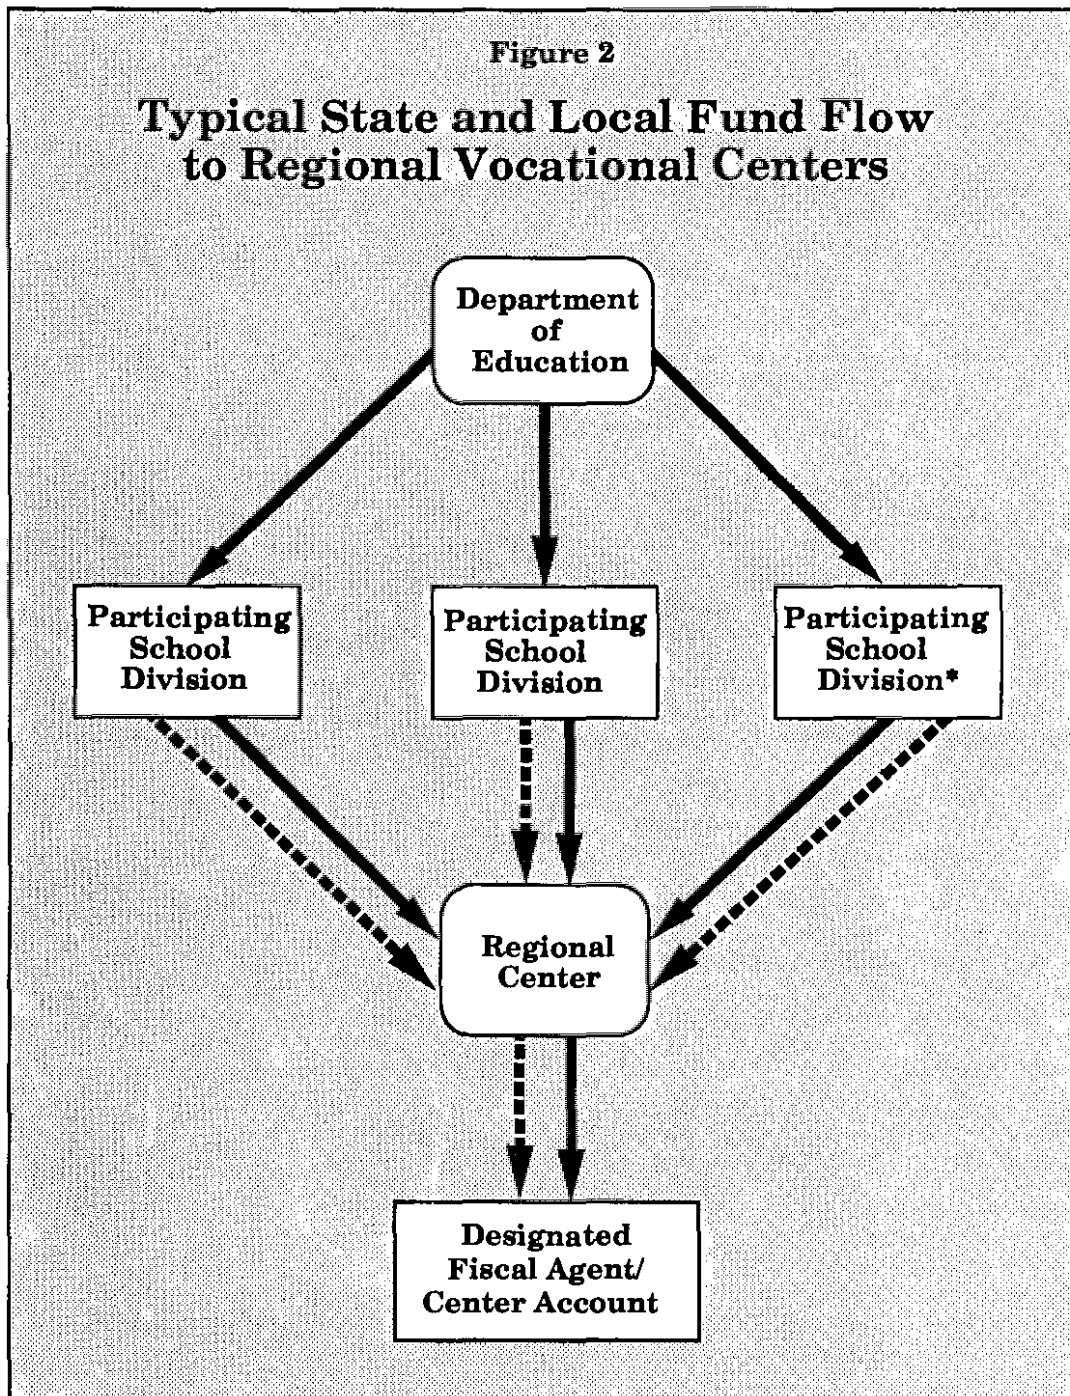 Figure 2
Typical State and Local Fund Flow
to Regional Vocational Centers
Department
of
Education
Participating
School
Division
Participating
School
Division
Participating
School
Division*
Regional
Center
Designated
Fiscal Agent/
Center Account